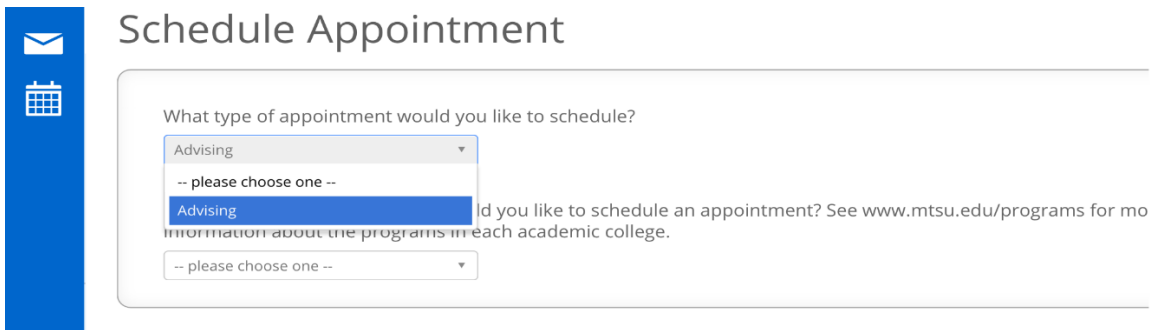 Schedule Appointment
What type of appointment would you like to schedule?
Advising
-- please choose one --
Advising
ld you like to schedule an appointment? See www.mtsu.edu/programs for mo
information about the programs in each academic college.
-- please choose one --